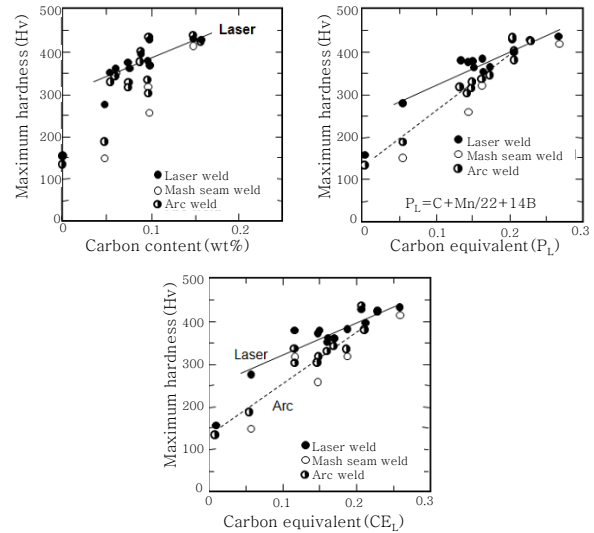 Maximum hardness (Hv)
500
400
300
200
100
0
Laser
Laser weld
Mash seam weld
Arc weld
0
0.1
0.2
Carbon content (wt%)
Maximum hardness (Hv)
500
400
300
200
100
0
Laser weld
Mash seam weld
Arc weld
P_L=C+Mn/22+14B
0
0.1
0.2
0.3
Carbon equivalent (P_L)
Maximum hardness (Hv)
500
400
300
200
100
0
Laser
Arc
Laser weld
Mash seam weld
Arc weld
0
0.1
0.2
0.3
Carbon equivalent (CE_L)